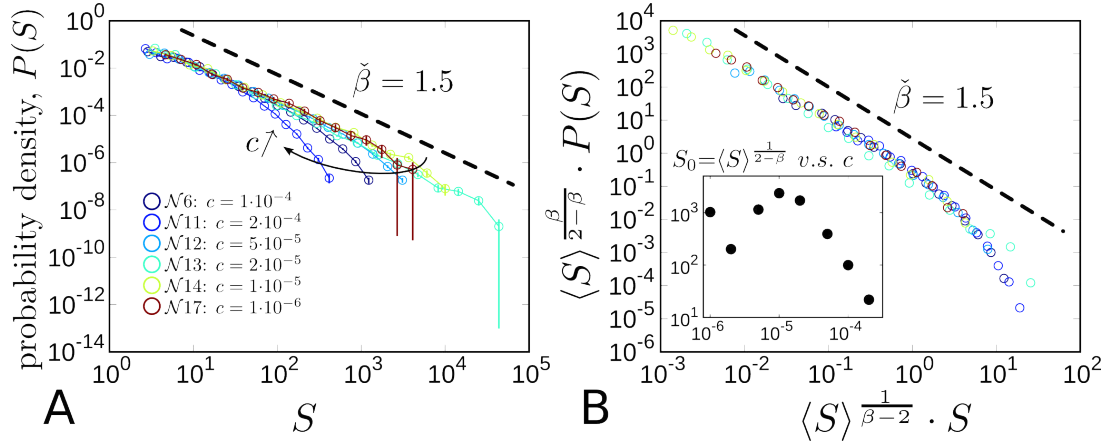 probability density, P(S)
10^0
10^-2
10^-4
10^-6
10^-8
10^-10
10^-12
10^-14
β̌ = 1.5
c↗
𝒩6: c = 1·10^-4
𝒩11: c = 2·10^-4
𝒩12: c = 5·10^-5
𝒩13: c = 2·10^-5
𝒩14: c = 1·10^-5
𝒩17: c = 1·10^-6
10^0 10^1 10^2 10^3 10^4 10^5
A S
⟨S⟩^(β/(2−β)) · P(S)
10^4
10^3
10^2
10^1
10^0
10^-1
10^-2
10^-3
10^-4
10^-5
10^-6
β̌ = 1.5
S_0=⟨S⟩^(1/(2−β)) v.s. c
10^3
10^2
10^1
10^-6 10^-5 10^-4
10^-3 10^-2 10^-1 10^0 10^1 10^2
B ⟨S⟩^(1/(β−2)) · S